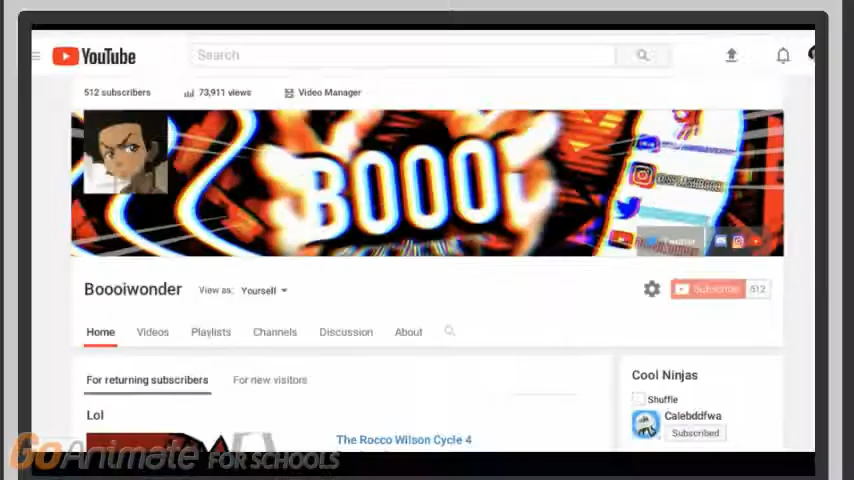 YouTube
Search
512 subscribers 73,911 views Video Manager
BOOOI
Boooiwonder View as: Yourself
Subscribe 512
Home Videos Playlists Channels Discussion About
For returning subscribers For new visitors
Cool Ninjas
Shuffle
Lol
Calebddfwa
Subscribed
The Rocco Wilson Cycle 4
GoAnimate FOR SCHOOLS